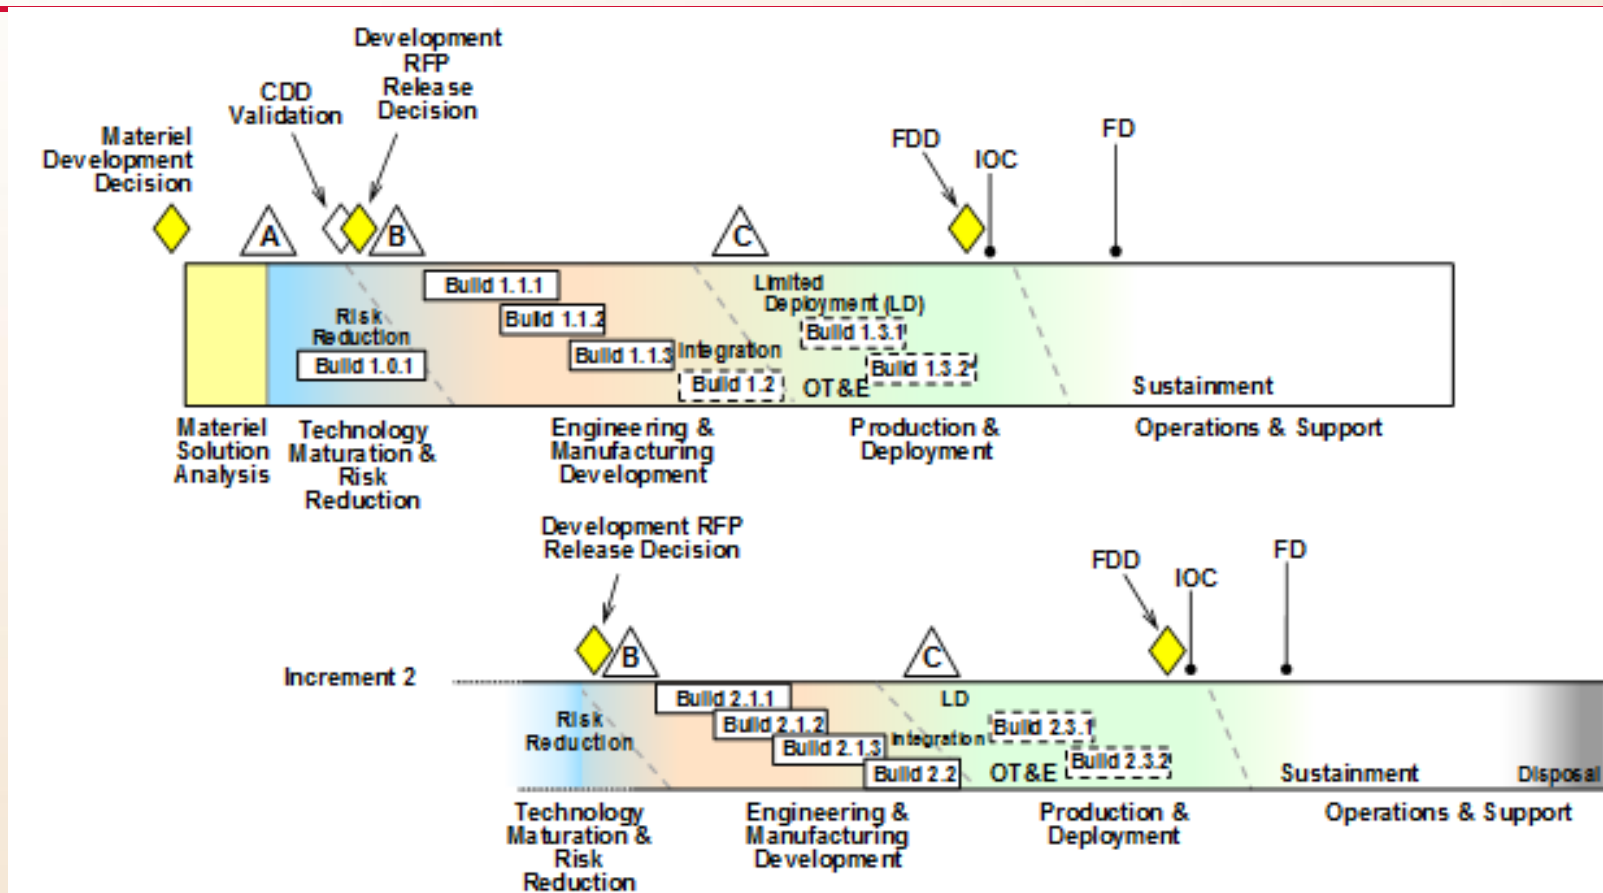 Development
RFP
Release
Decision
CDD
Validation
Materiel
Development
Decision
FDD
IOC
FD
A
B
C
Build 1.1.1
Limited
Deployment (LD)
Build 1.1.2
Risk
Reduction
Build 1.3.1
Build 1.1.3
Integration
Build 1.0.1
Build 1.3.2
Build 1.2
OT&E
Sustainment
Materiel
Solution
Analysis
Technology
Maturation &
Risk
Reduction
Engineering &
Manufacturing
Development
Production &
Deployment
Operations & Support
Development RFP
Release Decision
FDD
IOC
FD
B
C
Increment 2
Build 2.1.1
LD
Risk
Reduction
Build 2.1.2
Build 2.3.1
Integration
Build 2.1.3
Build 2.3.2
Build 2.2
OT&E
Sustainment
Disposal
Technology
Maturation &
Risk
Reduction
Engineering &
Manufacturing
Development
Production &
Deployment
Operations & Support